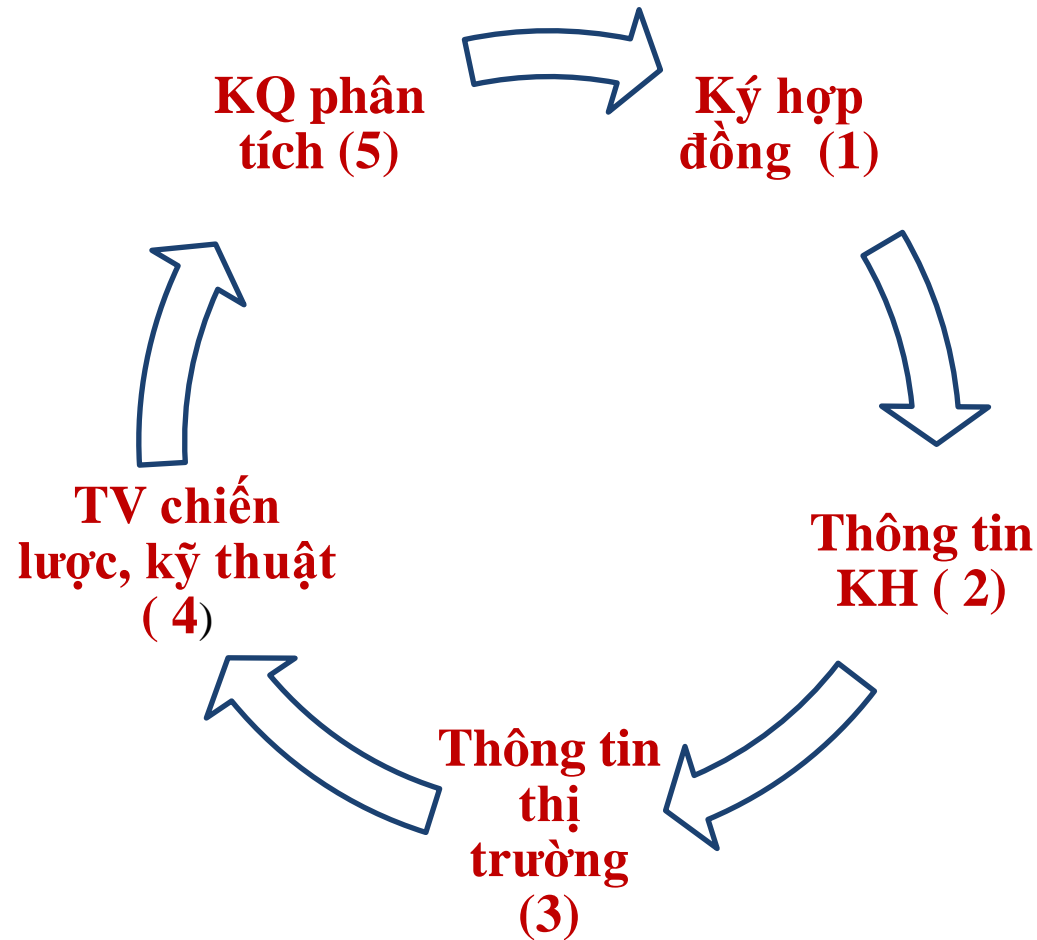 KQ phân
tích (5)
Ký hợp
đồng (1)
Thông tin
KH ( 2)
Thông tin
thị
trường
(3)
TV chiến
lược, kỹ thuật
( 4)